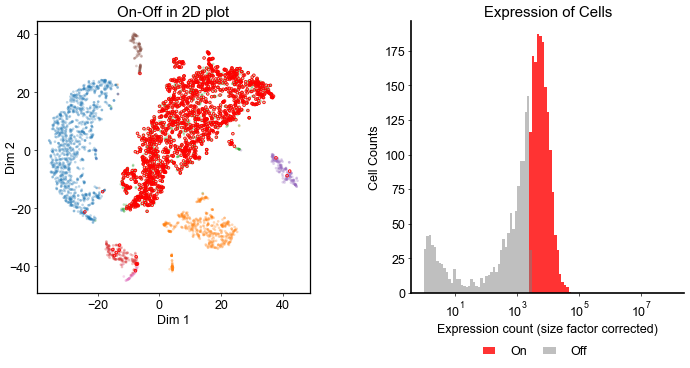 On-Off in 2D plot
Dim 2
40
20
0
−20
−40
−20
0
20
40
Dim 1
Expression of Cells
Cell Counts
175
150
125
100
75
50
25
0
10^1
10^3
10^5
10^7
Expression count (size factor corrected)
On
Off